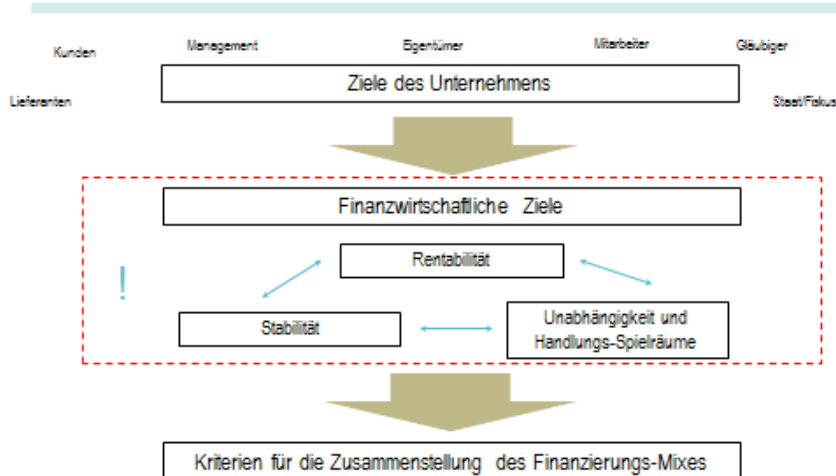 Kunden
Management
Eigentümer
Mitarbeiter
Gläubiger
Lieferanten
Ziele des Unternehmens
Staat/Fiskus
Finanzwirtschaftliche Ziele
!
Rentabilität
Stabilität
Unabhängigkeit und
Handlungs-Spielräume
Kriterien für die Zusammenstellung des Finanzierungs-Mixes